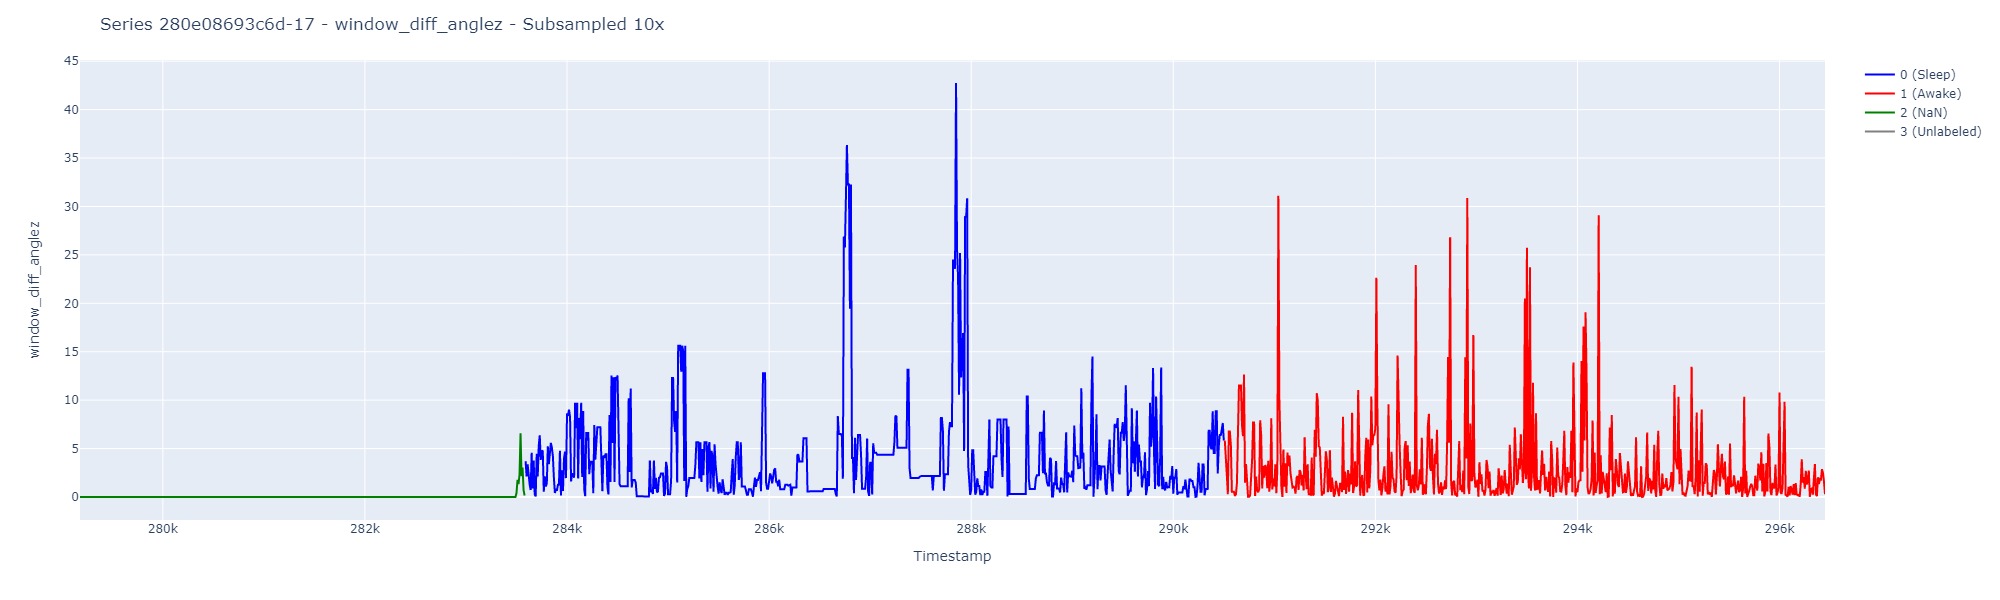 Series 280e08693c6d-17 - window_diff_anglez - Subsampled 10x
45
40
35
30
25
20
15
10
5
0
window_diff_anglez
280k 282k 284k 286k 288k 290k 292k 294k 296k
Timestamp
0 (Sleep)
1 (Awake)
2 (NaN)
3 (Unlabeled)